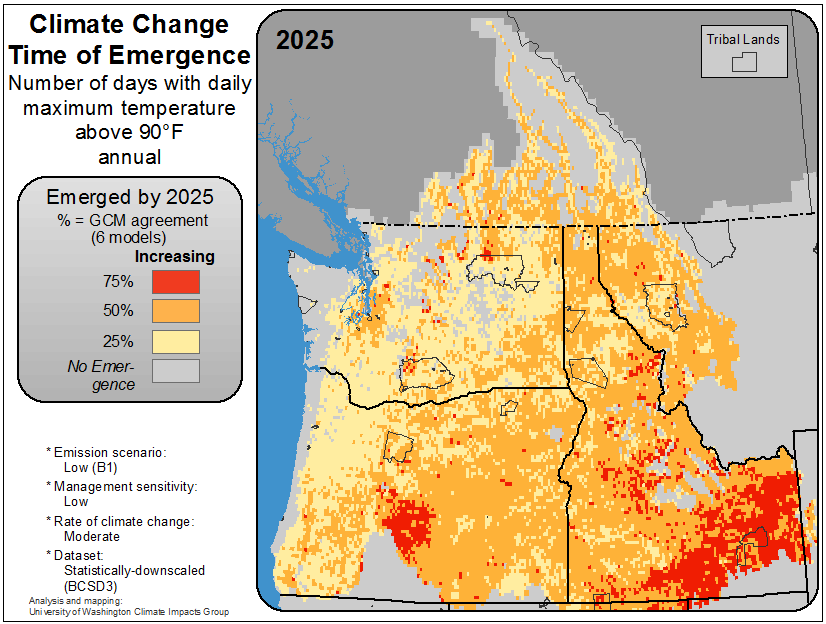 Climate Change
Time of Emergence
Number of days with daily
maximum temperature
above 90°F
annual
Emerged by 2025
% = GCM agreement
(6 models)
Increasing
75%
50%
25%
No Emer-
gence
* Emission scenario:
Low (B1)
* Management sensitivity:
Low
* Rate of climate change:
Moderate
* Dataset:
Statistically-downscaled
(BCSD3)
Analysis and mapping:
University of Washington Climate Impacts Group
2025
Tribal Lands